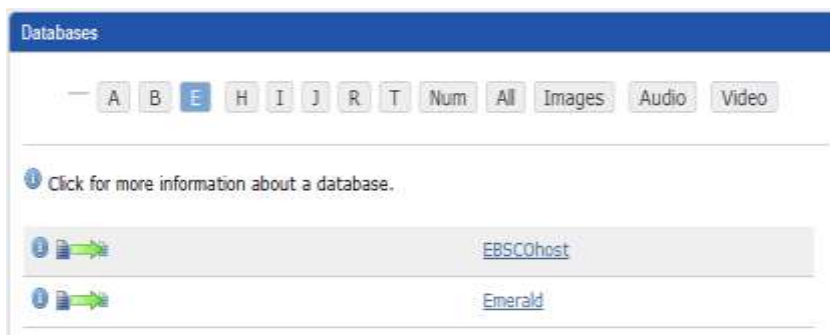 Databases
A B E H I J R T Num All Images Audio Video
Click for more information about a database.
EBSCOhost
Emerald